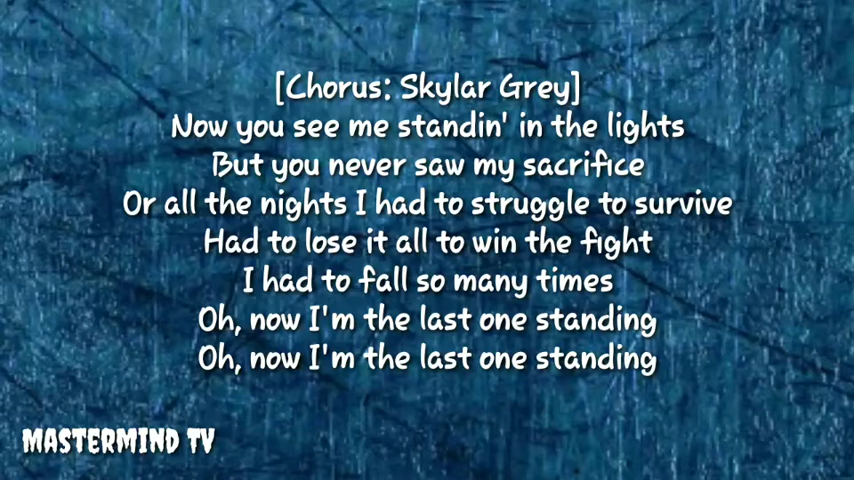 [Chorus: Skylar Grey]
Now you see me standin' in the lights
But you never saw my sacrifice
Or all the nights I had to struggle to survive
Had to lose it all to win the fight
I had to fall so many times
Oh, now I'm the last one standing
Oh, now I'm the last one standing
MASTERMIND TV